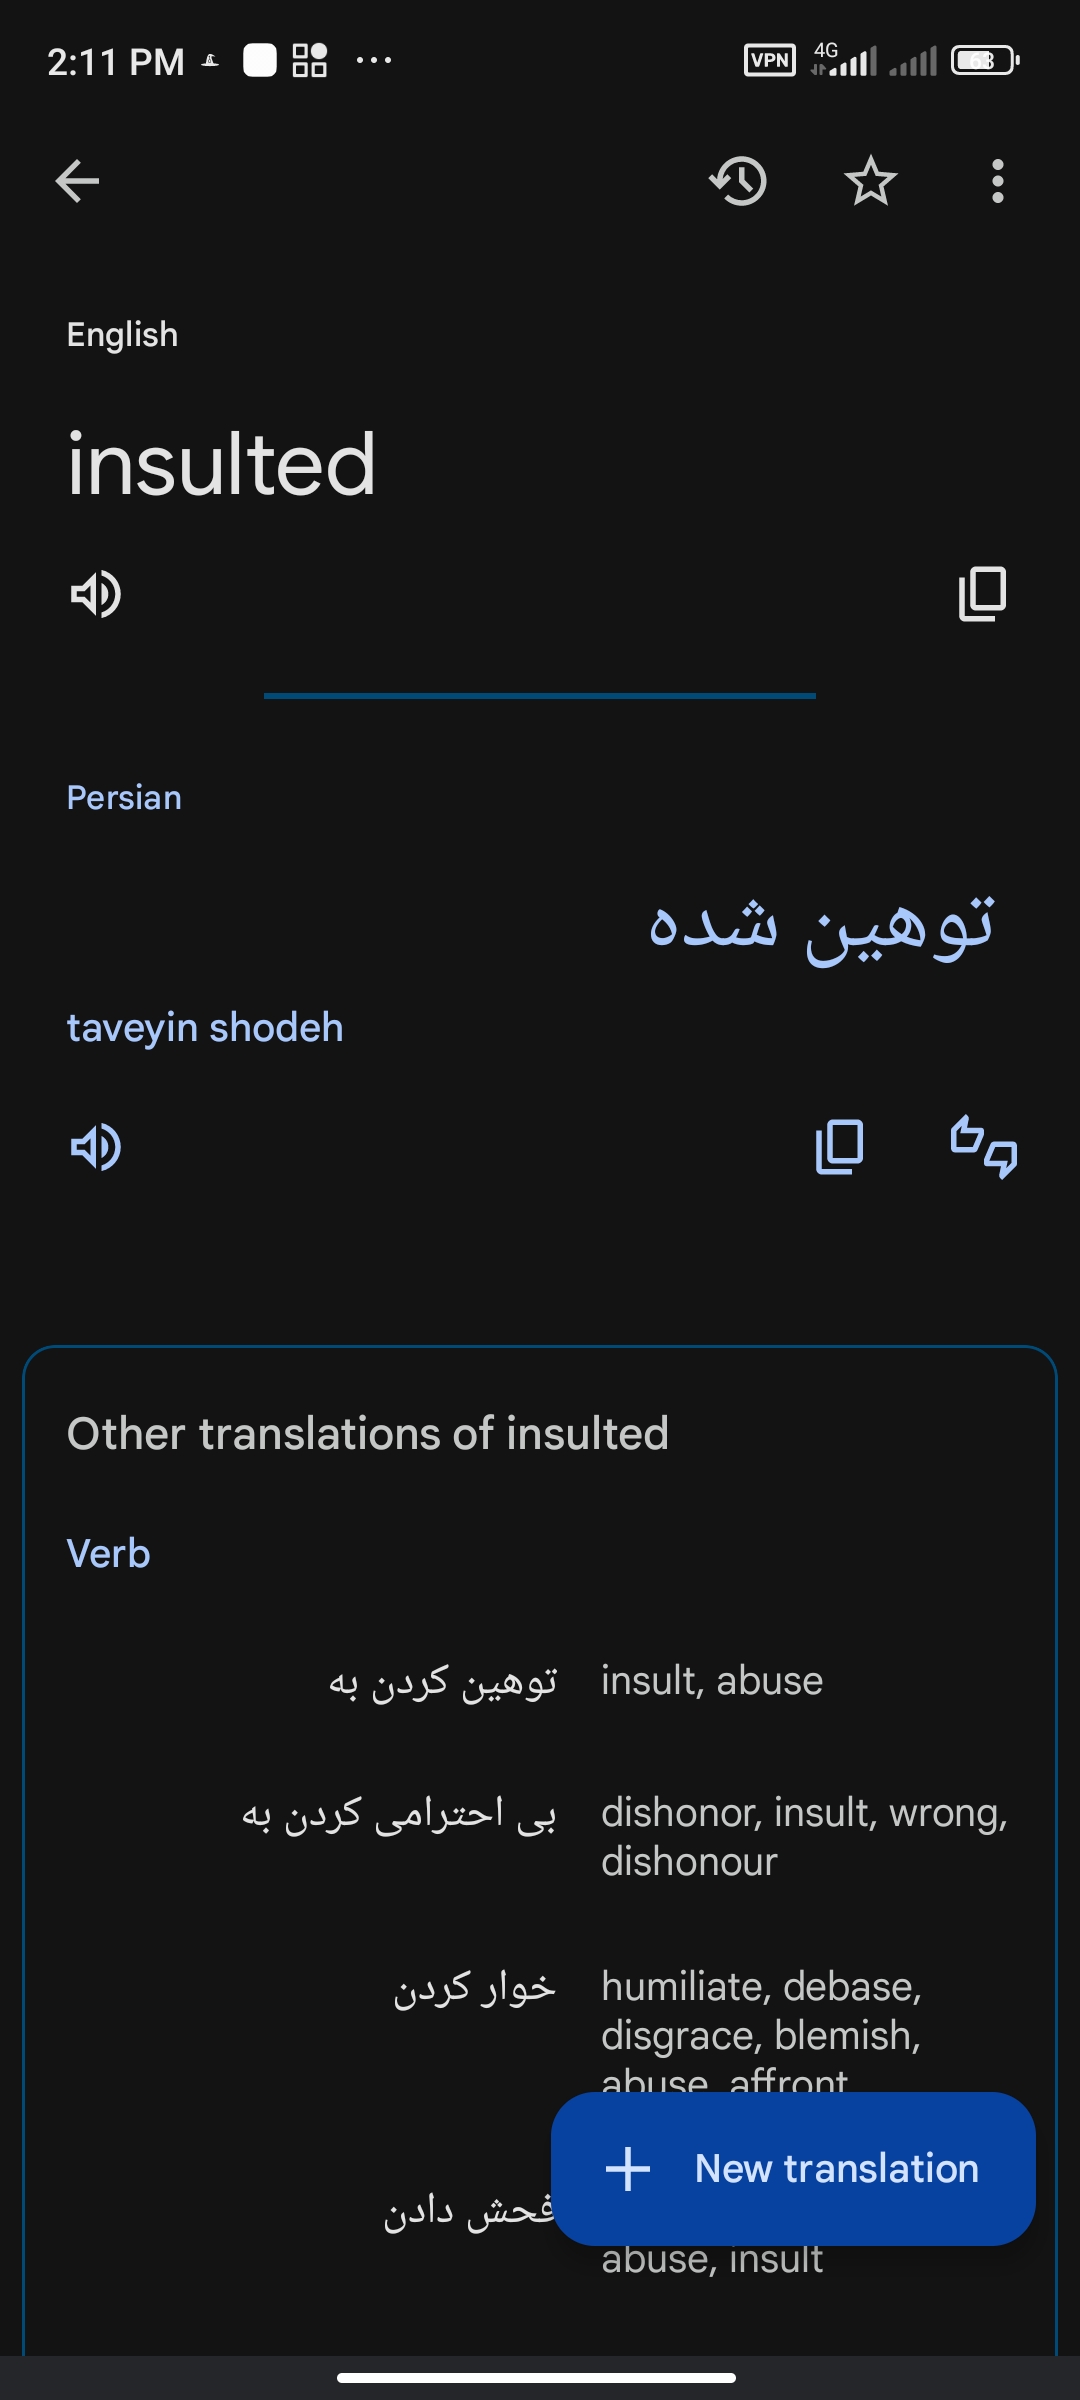 2:11 PM
VPN 4G 63
English
insulted
Persian
توهین شده
taveyin shodeh
Other translations of insulted
Verb
توهین کردن به insult, abuse
بی احترامی کردن به dishonor, insult, wrong,
dishonour
خوار کردن humiliate, debase,
disgrace, blemish,
abuse, affront
New translation
فحش دادن
abuse, insult